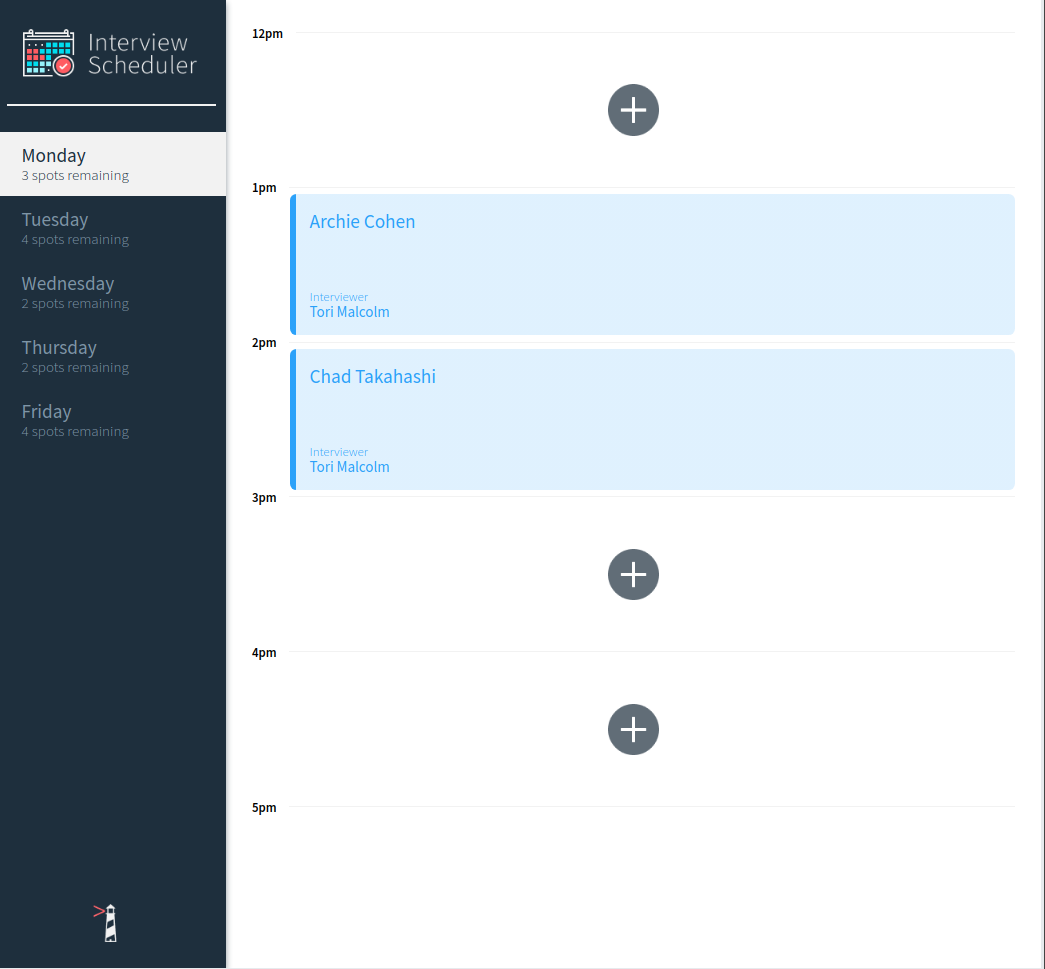 Interview
Scheduler
Monday
3 spots remaining
Tuesday
4 spots remaining
Wednesday
2 spots remaining
Thursday
2 spots remaining
Friday
4 spots remaining
12pm
1pm
Archie Cohen
Interviewer
Tori Malcolm
2pm
Chad Takahashi
Interviewer
Tori Malcolm
3pm
4pm
5pm